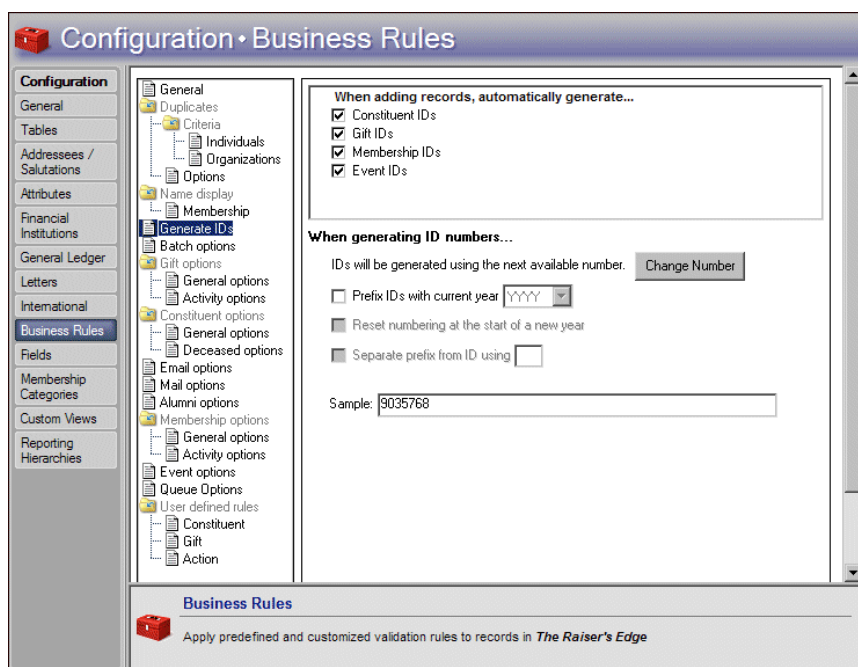 Configuration • Business Rules
Configuration
General
Tables
Addressees /
Salutations
Attributes
Financial
Institutions
General Ledger
Letters
International
Business Rules
Fields
Membership
Categories
Custom Views
Reporting
Hierarchies
General
Duplicates
Criteria
Individuals
Organizations
Options
Name display
Membership
Generate IDs
Batch options
Gift options
General options
Activity options
Constituent options
General options
Deceased options
Email options
Mail options
Alumni options
Membership options
General options
Activity options
Event options
Queue Options
User defined rules
Constituent
Gift
Action
When adding records, automatically generate...
Constituent IDs
Gift IDs
Membership IDs
Event IDs
When generating ID numbers...
IDs will be generated using the next available number. Change Number
Prefix IDs with current year YYYY
Reset numbering at the start of a new year
Separate prefix from ID using
Sample: 9035768
Business Rules
Apply predefined and customized validation rules to records in The Raiser's Edge